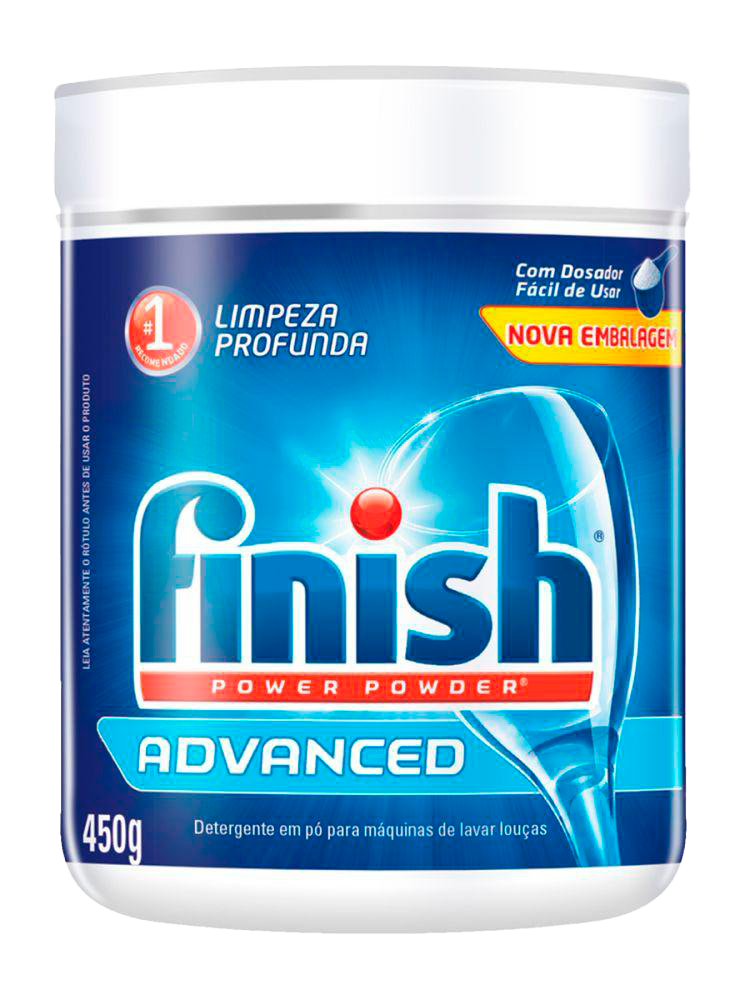 Com Dosador
Fácil de Usar
NOVA EMBALAGEM
#1
RECOMENDADO
LIMPEZA
PROFUNDA
LEIA ATENTAMENTE O RÓTULO ANTES DE USAR O PRODUTO
finish®
POWER POWDER®
ADVANCED
450g
Detergente em pó para máquinas de lavar louças